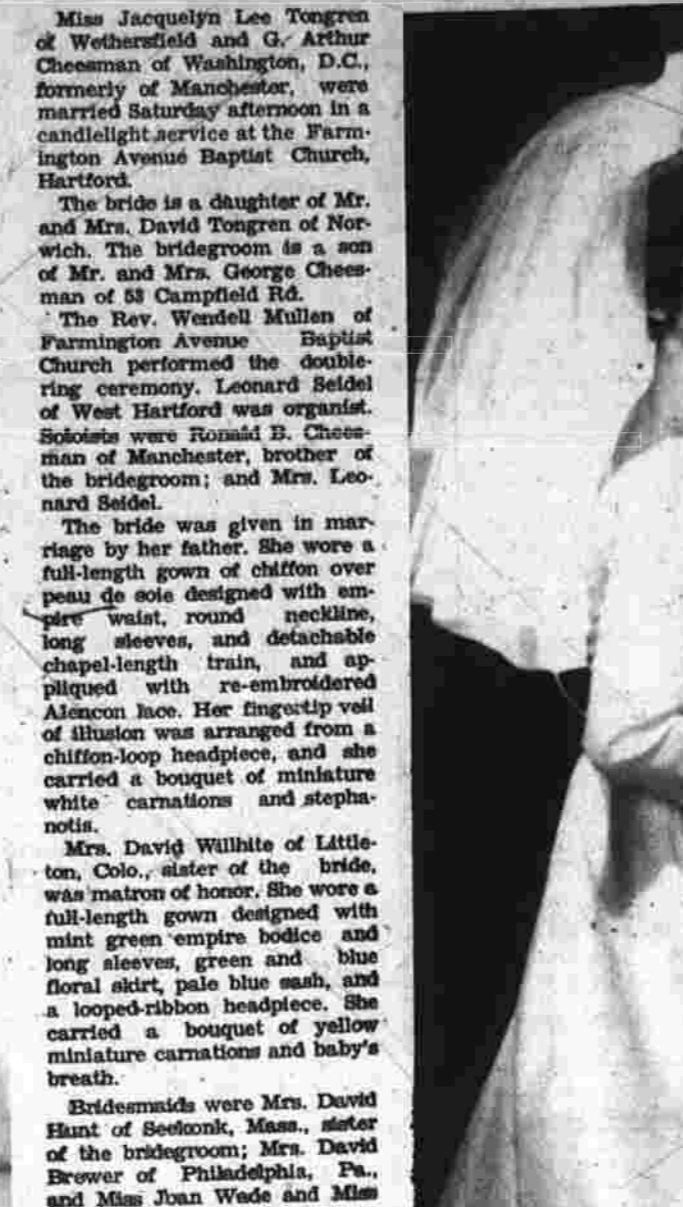 Miss Jacquelyn Lee Tongren
of Wethersfield and G. Arthur
Cheesman of Washington, D.C.,
formerly of Manchester, were
married Saturday afternoon in a
candlelight service at the Farm-
ington Avenue Baptist Church,
Hartford.
The bride is a daughter of Mr.
and Mrs. David Tongren of Nor-
wich. The bridegroom is a son
of Mr. and Mrs. George Chees-
man of 53 Campfield Rd.
The Rev. Wendell Mullen of
Farmington Avenue Baptist
Church performed the double-
ring ceremony. Leonard Seidel
of West Hartford was organist.
Soloists were Ronald B. Chees-
man of Manchester, brother of
the bridegroom; and Mrs. Leo-
nard Seidel.
The bride was given in mar-
riage by her father. She wore a
full-length gown of chiffon over
peau de soie designed with em-
pire waist, round neckline,
long sleeves, and detachable
chapel-length train, and ap-
pliqued with re-embroidered
Alencon lace. Her fingertip veil
of illusion was arranged from a
chiffon-loop headpiece, and she
carried a bouquet of miniature
white carnations and stepha-
notis.
Mrs. David Willhite of Little-
ton, Colo., sister of the bride,
was matron of honor. She wore a
full-length gown designed with
mint green empire bodice and
long sleeves, green and blue
floral skirt, pale blue sash, and
a looped-ribbon headpiece. She
carried a bouquet of yellow
miniature carnations and baby's
breath.
Bridesmaids were Mrs. David
Hunt of Seekonk, Mass., sister
of the bridegroom; Mrs. David
Brewer of Philadelphia, Pa.,
and Miss Joan Wade and Miss